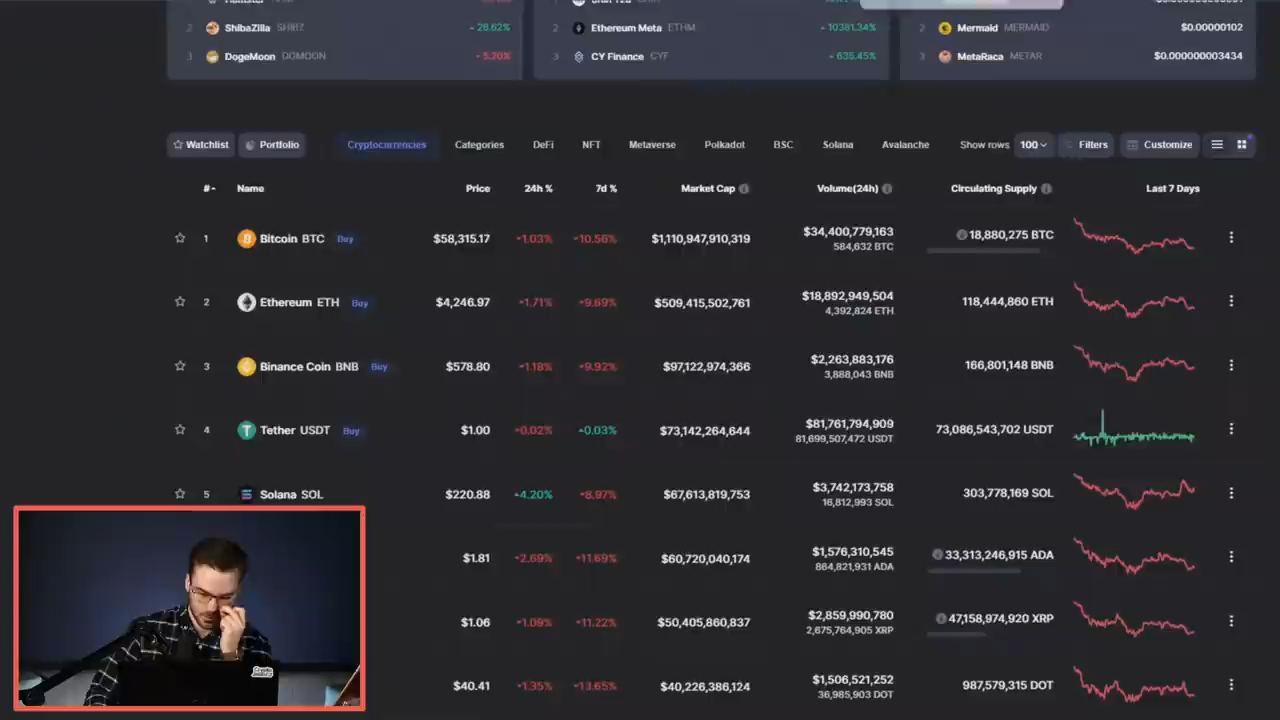 2 ShibaZilla SHIBZ 26.62% 2 Ethereum Meta ETHM 10381.34% 2 Mermaid MERMAID $0.00000102
3 DogeMoon DOMOON 5.20% 3 CY Finance CYF 635.45% 3 MetaRaca METAR $0.000000003434
Watchlist Portfolio Cryptocurrencies Categories DeFi NFT Metaverse Polkadot BSC Solana Avalanche Show rows 100 Filters Customize
# Name Price 24h % 7d % Market Cap Volume(24h) Circulating Supply Last 7 Days
1 Bitcoin BTC Buy $58,315.17 1.03% 10.56% $1,110,947,910,319 $34,400,779,163 18,880,275 BTC
584,632 BTC
2 Ethereum ETH Buy $4,246.97 1.71% 9.69% $509,415,502,761 $18,892,949,504 118,444,860 ETH
4,392,824 ETH
3 Binance Coin BNB Buy $578.80 1.18% 9.92% $97,122,974,366 $2,263,883,176 166,801,148 BNB
3,888,043 BNB
4 Tether USDT Buy $1.00 0.02% 0.03% $73,142,264,644 $81,761,794,909 73,086,543,702 USDT
81,699,507,472 USDT
5 Solana SOL $220.88 4.20% 8.97% $67,613,819,753 $3,742,173,758 303,778,169 SOL
16,812,993 SOL
$1.81 2.69% 11.69% $60,720,040,174 $1,576,310,545 33,313,246,915 ADA
864,821,931 ADA
$1.06 1.09% 11.22% $50,405,860,837 $2,859,990,780 47,158,974,920 XRP
2,675,764,905 XRP
$40.41 1.35% 13.65% $40,226,386,124 $1,506,521,252 987,579,315 DOT
36,985,903 DOT